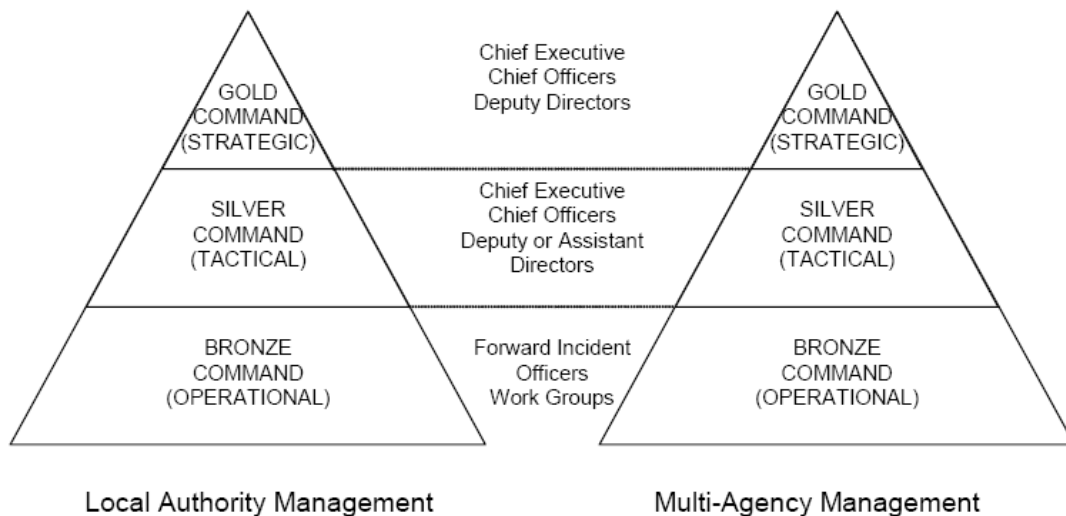 GOLD
COMMAND
(STRATEGIC)
Chief Executive
Chief Officers
Deputy Directors
GOLD
COMMAND
(STRATEGIC)
SILVER
COMMAND
(TACTICAL)
Chief Executive
Chief Officers
Deputy or Assistant
Directors
SILVER
COMMAND
(TACTICAL)
BRONZE
COMMAND
(OPERATIONAL)
Forward Incident
Officers
Work Groups
BRONZE
COMMAND
(OPERATIONAL)
Local Authority Management
Multi-Agency Management